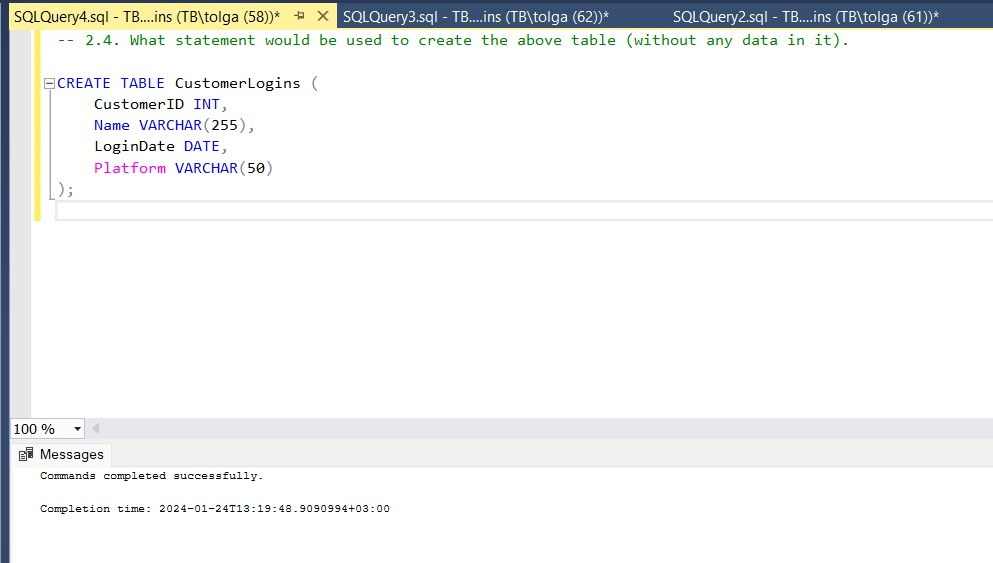 SQLQuery4.sql - TB....ins (TB\tolga (58))* SQLQuery3.sql - TB....ins (TB\tolga (62))* SQLQuery2.sql - TB....ins (TB\tolga (61))*
-- 2.4. What statement would be used to create the above table (without any data in it).
CREATE TABLE CustomerLogins (
CustomerID INT,
Name VARCHAR(255),
LoginDate DATE,
Platform VARCHAR(50)
);
100 %
Messages
Commands completed successfully.
Completion time: 2024-01-24T13:19:48.9090994+03:00